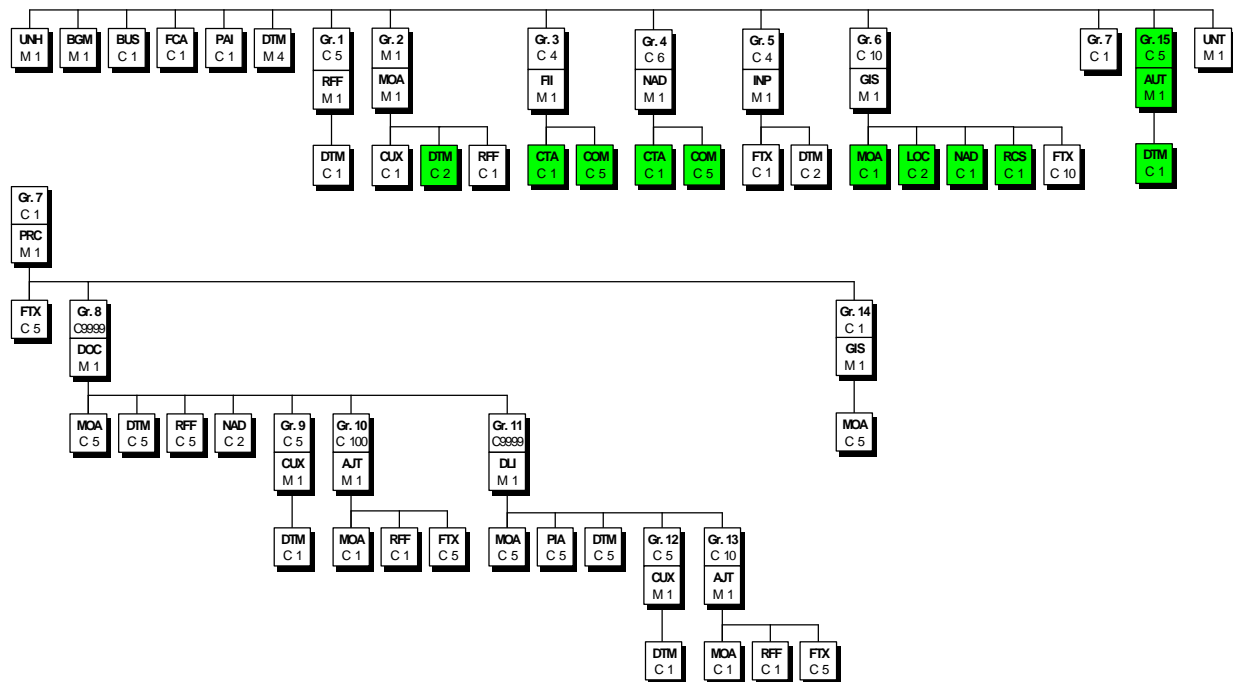 UNH BGM BUS FCA PAI DTM Gr. 1 Gr. 2 Gr. 3 Gr. 4 Gr. 5 Gr. 6 Gr. 7 Gr. 15 UNT
M 1 M 1 C 1 C 1 C 1 M 4 C 5 M 1 C 4 C 6 C 4 C 10 C 1 C 5 M 1
RFF MOA FII NAD INP GIS AUT
M 1 M 1 M 1 M 1 M 1 M 1 M 1
DTM CUX DTM RFF CTA COM CTA COM FTX DTM MOA LOC NAD RCS FTX DTM
C 1 C 1 C 2 C 1 C 1 C 5 C 1 C 5 C 1 C 2 C 1 C 2 C 1 C 1 C 10 C 1
Gr. 7
C 1
PRC
M 1
FTX Gr. 8 Gr. 14
C 5 C9999 C 1
DOC GIS
M 1 M 1
MOA DTM RFF NAD Gr. 9 Gr. 10 Gr. 11 MOA
C 5 C 5 C 5 C 2 C 5 C 100 C9999 C 5
CUX AJT DLI
M 1 M 1 M 1
DTM MOA RFF FTX MOA PIA DTM Gr. 12 Gr. 13
C 1 C 1 C 1 C 5 C 5 C 5 C 5 C 5 C 10
CUX AJT
M 1 M 1
DTM MOA RFF FTX
C 1 C 1 C 1 C 5